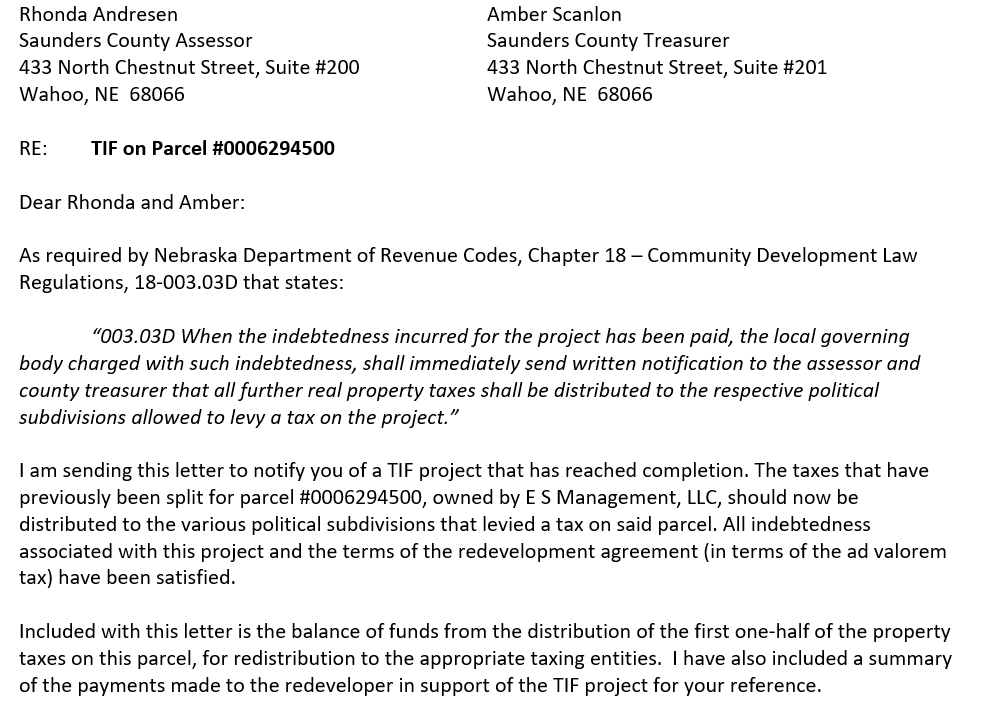 Rhonda Andresen
Saunders County Assessor
433 North Chestnut Street, Suite #200
Wahoo, NE  68066
Amber Scanlon
Saunders County Treasurer
433 North Chestnut Street, Suite #201
Wahoo, NE  68066
RE: TIF on Parcel #0006294500
Dear Rhonda and Amber:
As required by Nebraska Department of Revenue Codes, Chapter 18 – Community Development Law
Regulations, 18-003.03D that states:
“003.03D When the indebtedness incurred for the project has been paid, the local governing
body charged with such indebtedness, shall immediately send written notification to the assessor and
county treasurer that all further real property taxes shall be distributed to the respective political
subdivisions allowed to levy a tax on the project.”
I am sending this letter to notify you of a TIF project that has reached completion. The taxes that have
previously been split for parcel #0006294500, owned by E S Management, LLC, should now be
distributed to the various political subdivisions that levied a tax on said parcel. All indebtedness
associated with this project and the terms of the redevelopment agreement (in terms of the ad valorem
tax) have been satisfied.
Included with this letter is the balance of funds from the distribution of the first one-half of the property
taxes on this parcel, for redistribution to the appropriate taxing entities.  I have also included a summary
of the payments made to the redeveloper in support of the TIF project for your reference.